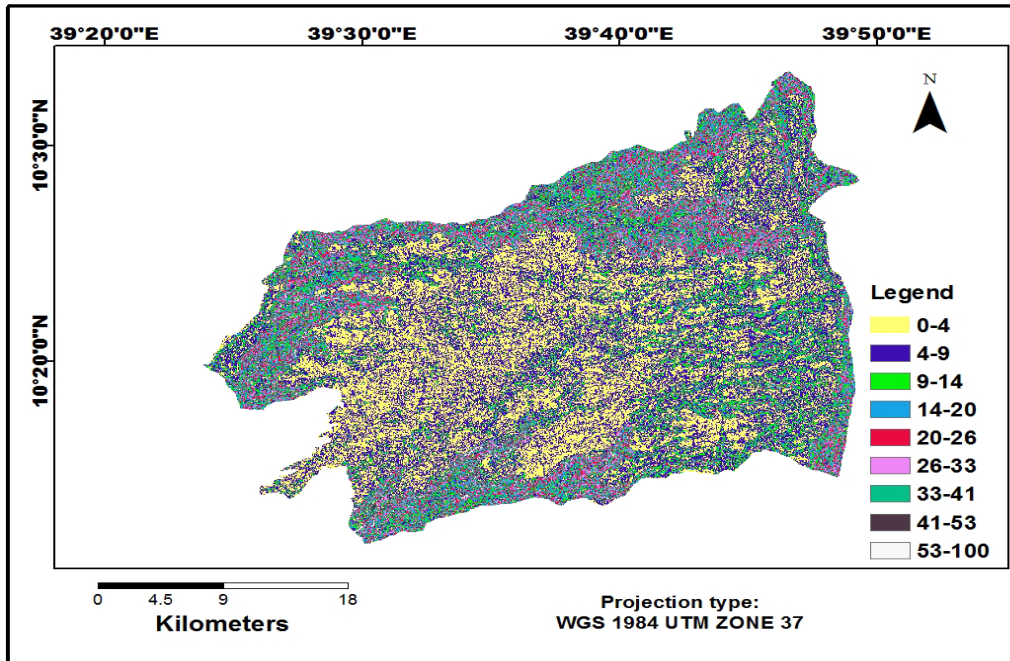 39°20'0"E 39°30'0"E 39°40'0"E 39°50'0"E
N
10°30'0"N
10°20'0"N
Legend
0-4
4-9
9-14
14-20
20-26
26-33
33-41
41-53
53-100
0 4.5 9 18
Kilometers
Projection type:
WGS 1984 UTM ZONE 37